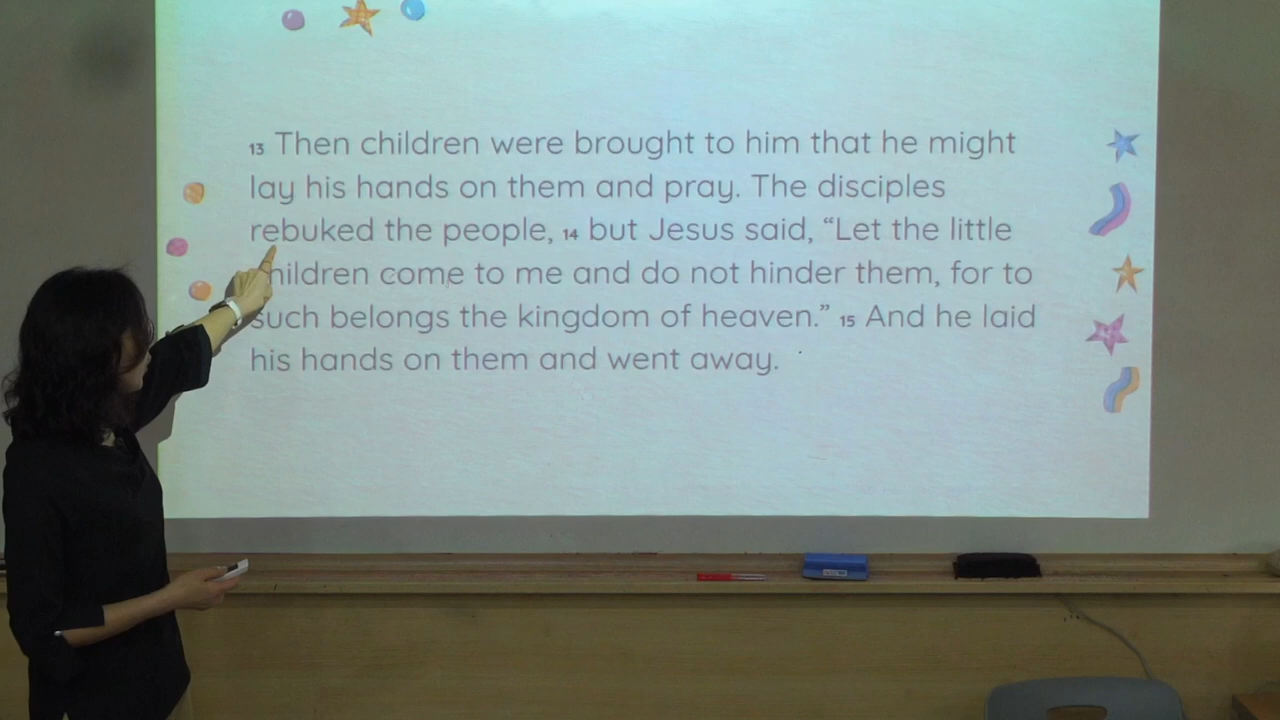 13 Then children were brought to him that he might
lay his hands on them and pray. The disciples
rebuked the people, 14 but Jesus said, “Let the little
hildren come to me and do not hinder them, for to
such belongs the kingdom of heaven.” 15 And he laid
his hands on them and went away.